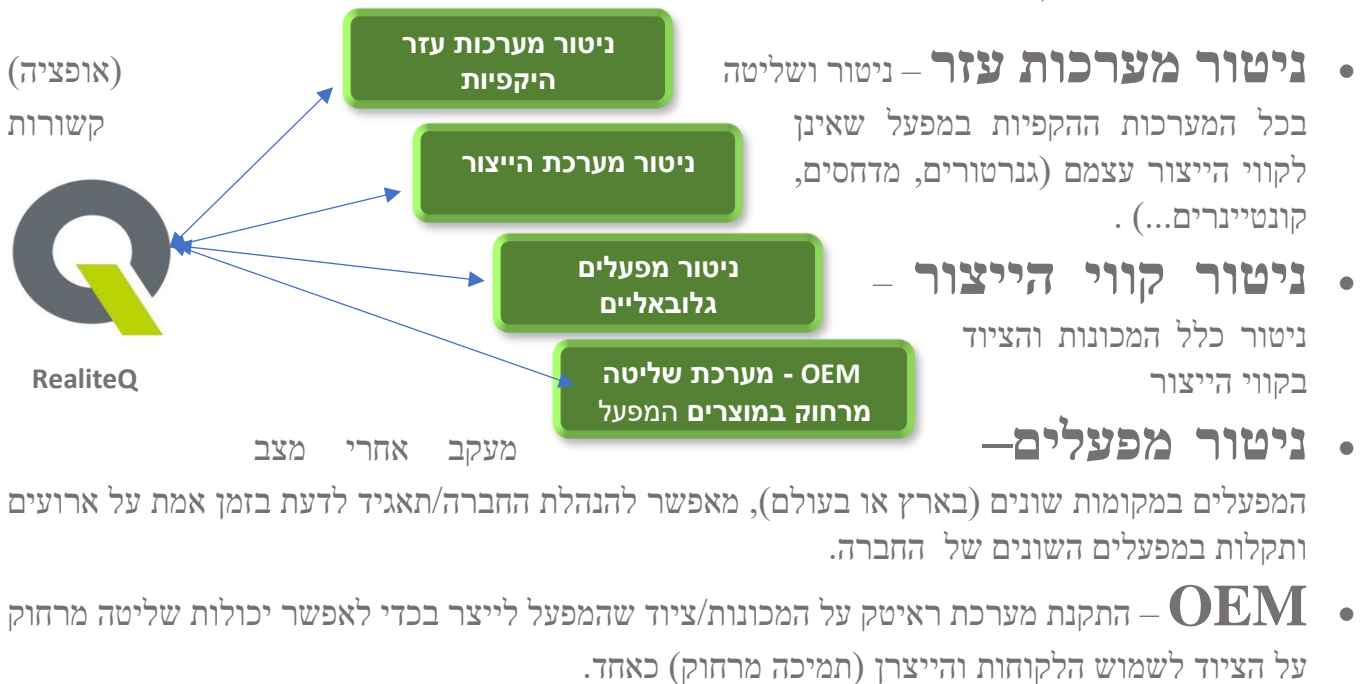 ניטור מערכות עזר
היקפיות
ניטור מערכת הייצור
ניטור מפעלים
גלובאליים
OEM - מערכת שליטה
מרחוק במוצרים המפעל
RealiteQ
• ניטור מערכות עזר – ניטור ושליטה (אופציה)
בכל המערכות ההקפיות במפעל שאינן קשורות
לקווי הייצור עצמם (גנרטורים, מדחסים,
קונטיינרים...) .
• ניטור קווי הייצור –
ניטור כלל המכונות והציוד
בקווי הייצור
• ניטור מפעלים– מעקב אחרי מצב
המפעלים במקומות שונים (בארץ או בעולם), מאפשר להנהלת החברה/תאגיד לדעת בזמן אמת על ארועים
ותקלות במפעלים השונים של החברה.
• OEM – התקנת מערכת ראיטק על המכונות/ציוד שהמפעל לייצר בכדי לאפשר יכולות שליטה מרחוק
על הציוד לשמוש הלקוחות והייצרן (תמיכה מרחוק) כאחד.